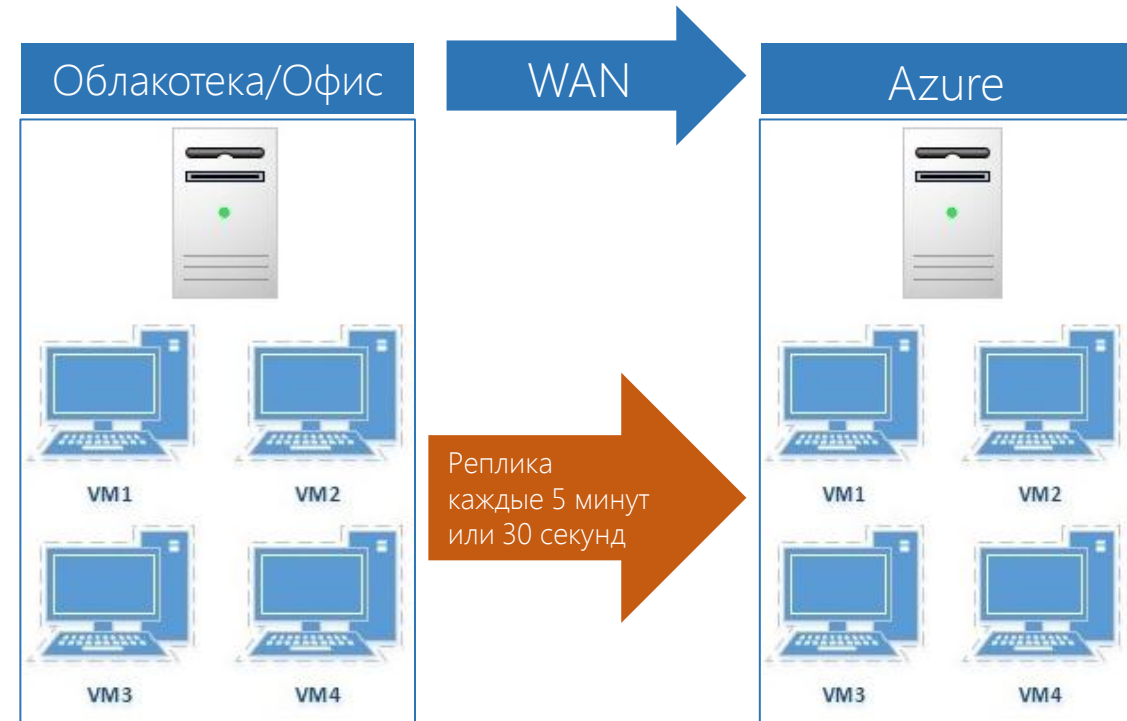 Облакотека/Офис
WAN
Azure
VM1
VM2
VM3
VM4
Реплика
каждые 5 минут
или 30 секунд
VM1
VM2
VM3
VM4